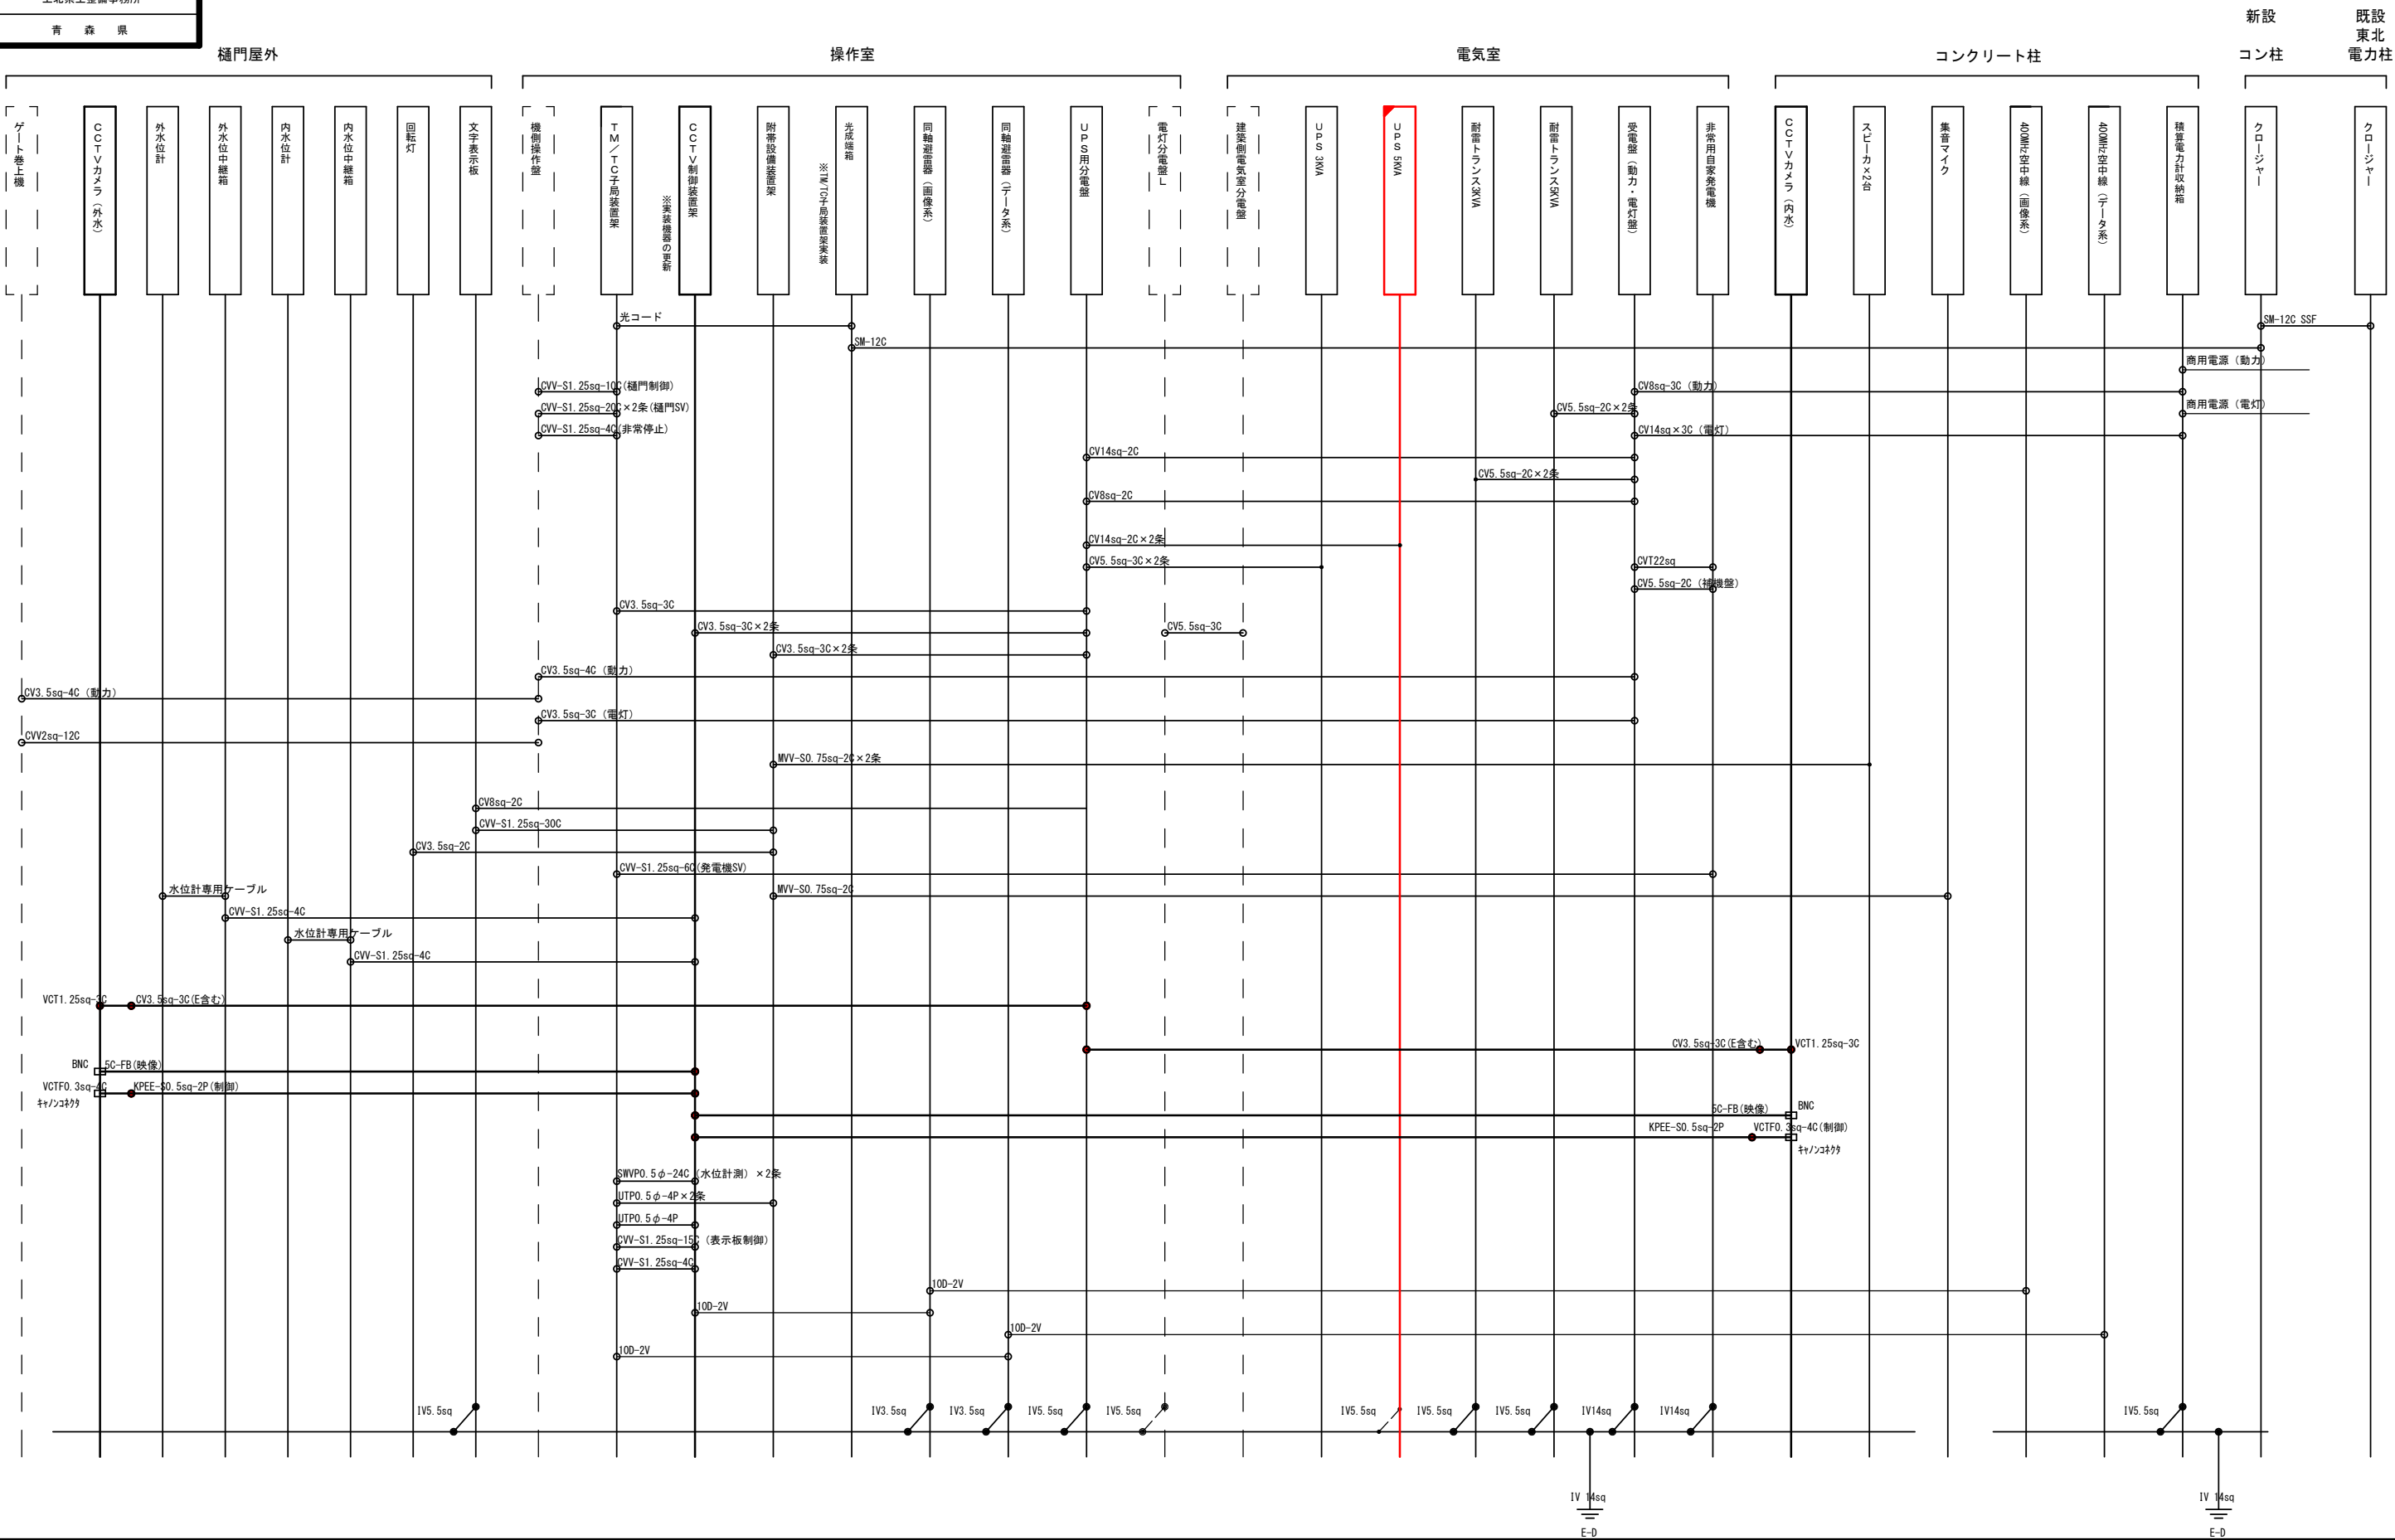 青 森 県
新設
既設
東北
樋門屋外
操作室
電気室
コンクリート柱
コン柱
電力柱
ゲート巻上機
CCTVカメラ(外水)
外水位計
外水位中継箱
内水位計
内水位中継箱
回転灯
文字表示板
機側操作盤
TM/TC子局装置架
※実装機器の更新
CCTV制御装置架
附帯設備装置架
※TM/TC子局装置架実装
光成端箱
同軸避雷器(画像系)
同軸避雷器(データ系)
UPS用分電盤
電灯分電盤L
建築側電気室分電盤
UPS 3KVA
UPS 5KVA
耐雷トランス5KVA
耐雷トランス5KVA
受電盤(動力・電灯盤)
非常用自家発電機
CCTVカメラ(内水)
スピーカ×2台
集音マイク
400MHz空中線(画像系)
400MHz空中線(データ系)
積算電力計収納箱
クロージャー
クロージャー
光コード
SM-12C SSF
SM-12C
商用電源(動力)
CVV-S1.25sq-10C(樋門制御)
CV8sq-3C(動力)
CVV-S1.25sq-20C×2条(樋門SV)
CV5.5sq-2C×2条
商用電源(電灯)
CVV-S1.25sq-4C(非常停止)
CV14sq×3C(電灯)
CV14sq-2C
CV5.5sq-2C×2条
CV8sq-2C
CV14sq-2C×2条
CV5.5sq-3C×2条
CVT22sq
CV5.5sq-2C(補機盤)
CV3.5sq-3C
CV3.5sq-3C×2条
CV5.5sq-3C
CV3.5sq-3C×2条
CV3.5sq-4C(動力)
CV3.5sq-4C(動力)
CV3.5sq-3C(電灯)
CVV2sq-12C
MVV-S0.75sq-2C×2条
CV8sq-2C
CVV-S1.25sq-30C
CV3.5sq-2C
CVV-S1.25sq-6C(発電機SV)
水位計専用ケーブル
MVV-S0.75sq-2C
CVV-S1.25sq-4C
水位計専用ケーブル
CVV-S1.25sq-4C
VCT1.25sq-3C
CV3.5sq-3C(E含む)
CV3.5sq-3C(E含む)
VCT1.25sq-3C
BNC
5C-FB(映像)
VCTF0.3sq-4C
KPEE-S0.5sq-2P(制御)
キャノンコネクタ
5C-FB(映像)
BNC
KPEE-S0.5sq-2P
VCTF0.3sq-4C(制御)
キャノンコネクタ
SWVP0.5φ-24C(水位計測)×2条
UTP0.5φ-4P×2条
UTP0.5φ-4P
CVV-S1.25sq-15C(表示板制御)
CVV-S1.25sq-4C
10D-2V
10D-2V
10D-2V
10D-2V
IV5.5sq
IV3.5sq
IV3.5sq
IV5.5sq
IV5.5sq
IV5.5sq
IV5.5sq
IV5.5sq
IV14sq
IV14sq
IV5.5sq
IV 14sq
IV 14sq
E-D
E-D